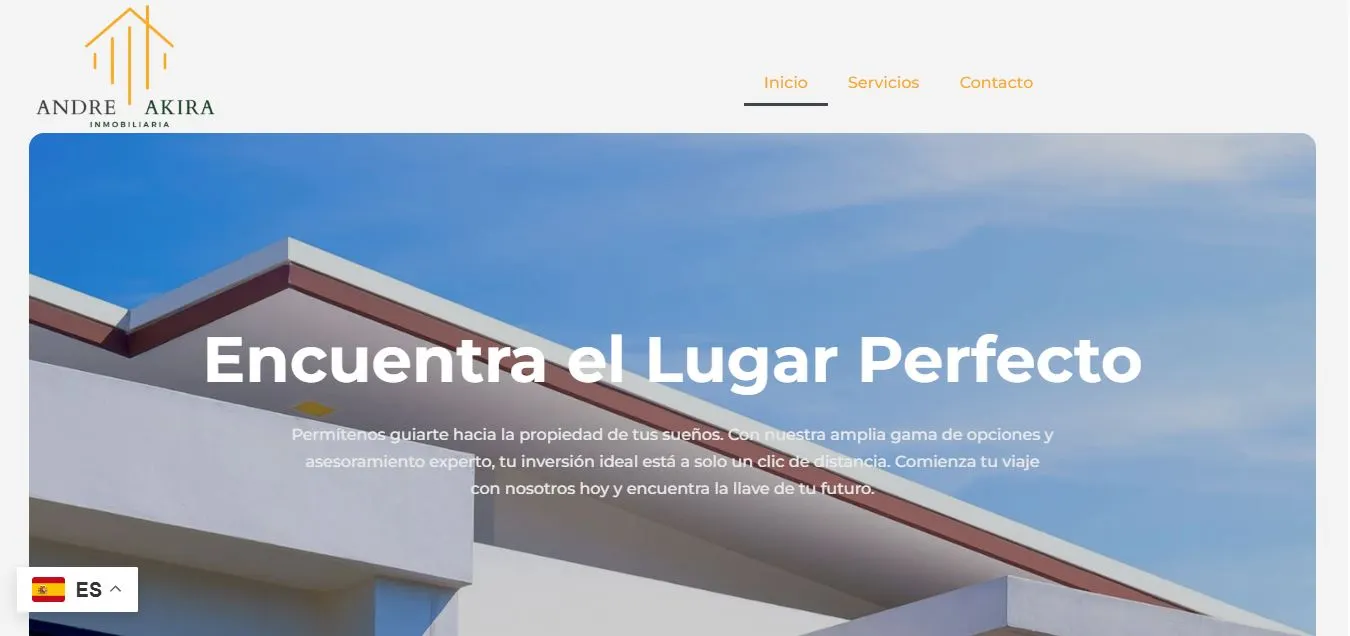 ANDRE AKIRA
INMOBILIARIA
Inicio Servicios Contacto
Encuentra el Lugar Perfecto
Permítenos guiarte hacia la propiedad de tus sueños. Con nuestra amplia gama de opciones y
asesoramiento experto, tu inversión ideal está a solo un clic de distancia. Comienza tu viaje
con nosotros hoy y encuentra la llave de tu futuro.
ES